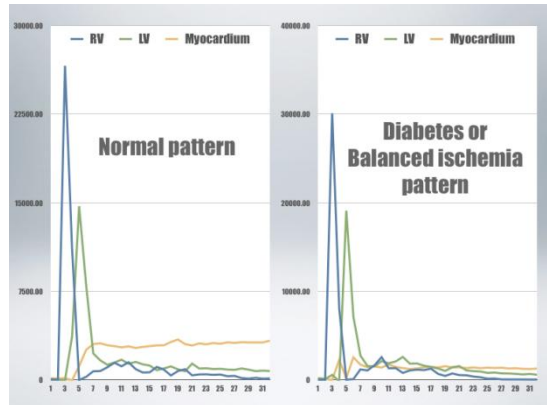 30000.00
22500.00
15000.00
7500.00
0
RV LV Myocardium
Normal pattern
1 3 5 7 9 11 13 15 17 19 21 23 25 27 29 31
40000.00
30000.00
20000.00
10000.00
0
RV LV Myocardium
Diabetes or
Balanced ischemia
pattern
1 3 5 7 9 11 13 15 17 19 21 23 25 27 29 31